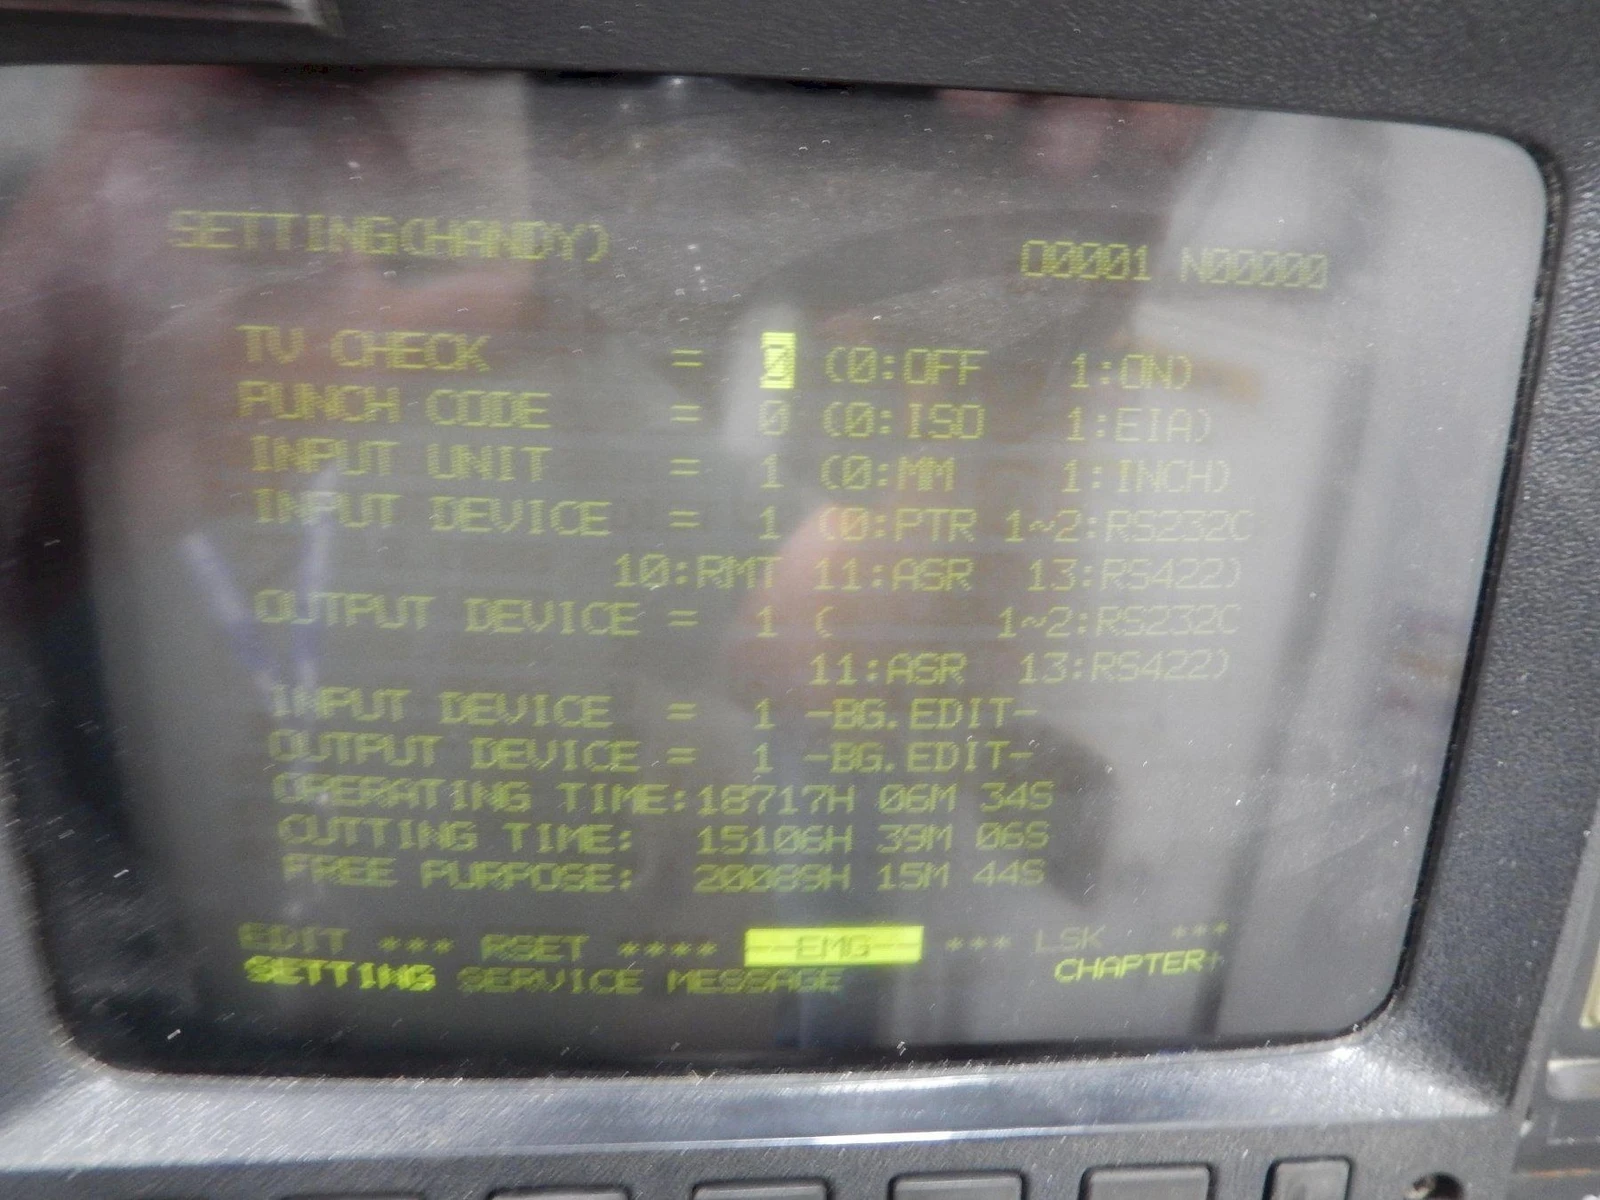 SETTING(HANDY)
O0001 N00000
TV CHECK = 0 (0:OFF 1:ON)
PUNCH CODE = 0 (0:ISO 1:EIA)
INPUT UNIT = 1 (0:MM 1:INCH)
INPUT DEVICE = 1 (0:PTR 1~2:RS232C
10:RMT 11:ASR 13:RS422)
OUTPUT DEVICE = 1 ( 1~2:RS232C
11:ASR 13:RS422)
INPUT DEVICE = 1 -BG.EDIT-
OUTPUT DEVICE = 1 -BG.EDIT-
OPERATING TIME:18717H 06M 34S
CUTTING TIME: 15106H 39M 06S
FREE PURPOSE: 20089H 15M 44S
EDIT *** RSET **** --EMG-- *** LSK ***
SETTING SERVICE MESSAGE CHAPTER+